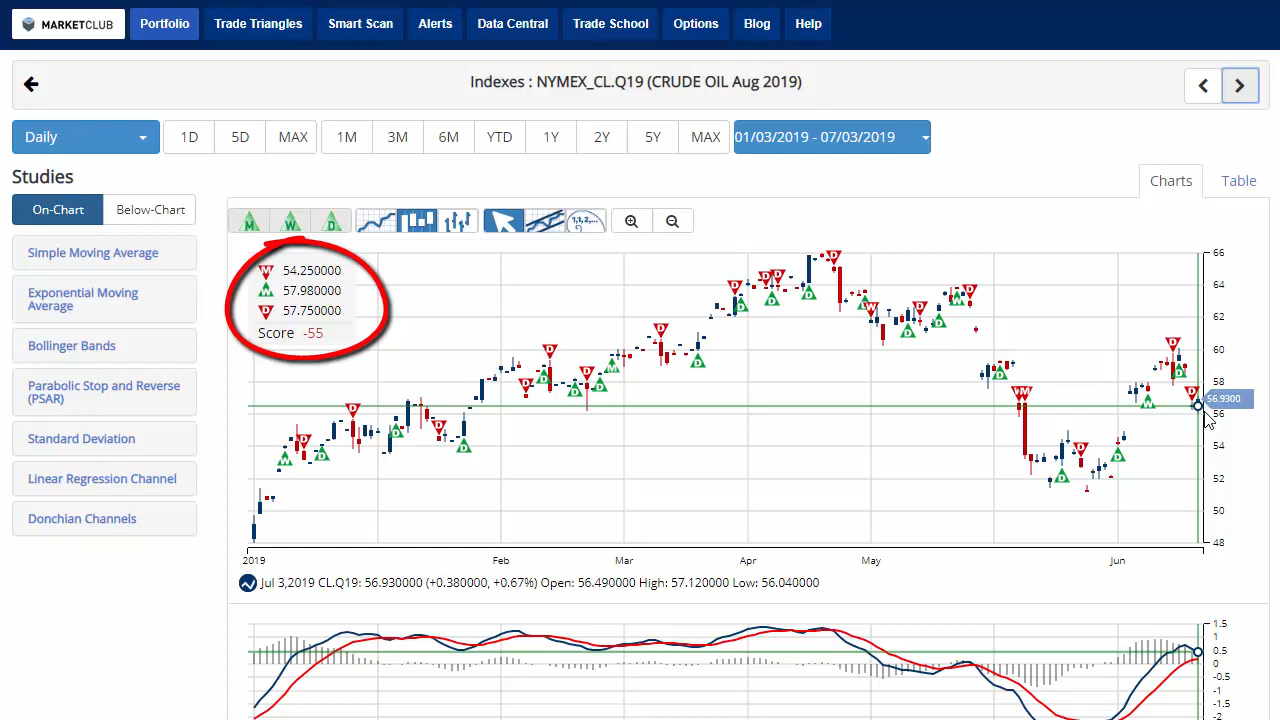 MARKETCLUB Portfolio Trade Triangles Smart Scan Alerts Data Central Trade School Options Blog Help
Indexes : NYMEX_CL.Q19 (CRUDE OIL Aug 2019)
Daily 1D 5D MAX 1M 3M 6M YTD 1Y 2Y 5Y MAX 01/03/2019 - 07/03/2019
Studies
Charts Table
On-Chart Below-Chart
M W D
Simple Moving Average
Exponential Moving
Average
Bollinger Bands
Parabolic Stop and Reverse
(PSAR)
Standard Deviation
Linear Regression Channel
Donchian Channels
M 54.250000
W 57.980000
D 57.750000
Score -55
66
64
62
60
58
56.9300
56
54
52
50
48
2019 Feb Mar Apr May Jun
Jul 3,2019 CL.Q19: 56.930000 (+0.380000, +0.67%) Open: 56.490000 High: 57.120000 Low: 56.040000
1.5
1
0.5
0
-0.5
-1
-1.5
-2